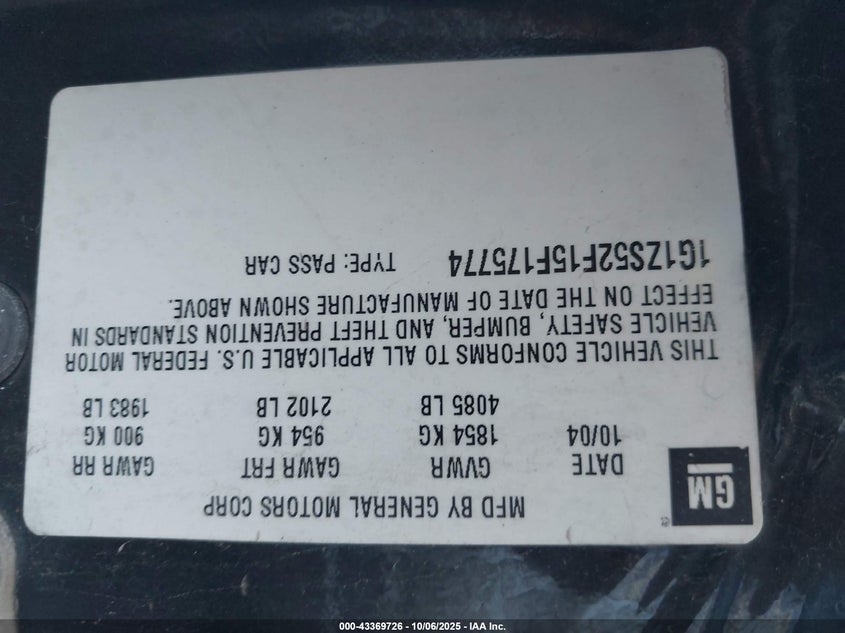 MFD BY GENERAL MOTORS CORP
GM
DATE GVWR GAWR FRT GAWR RR
10/04 1854 KG 954 KG 900 KG
4085 LB 2102 LB 1983 LB
THIS VEHICLE CONFORMS TO ALL APPLICABLE U.S. FEDERAL MOTOR
VEHICLE SAFETY, BUMPER, AND THEFT PREVENTION STANDARDS IN
EFFECT ON THE DATE OF MANUFACTURE SHOWN ABOVE.
1G1ZS52F15F175774 TYPE: PASS CAR
000-43369726 - 10/06/2025 - IAA Inc.